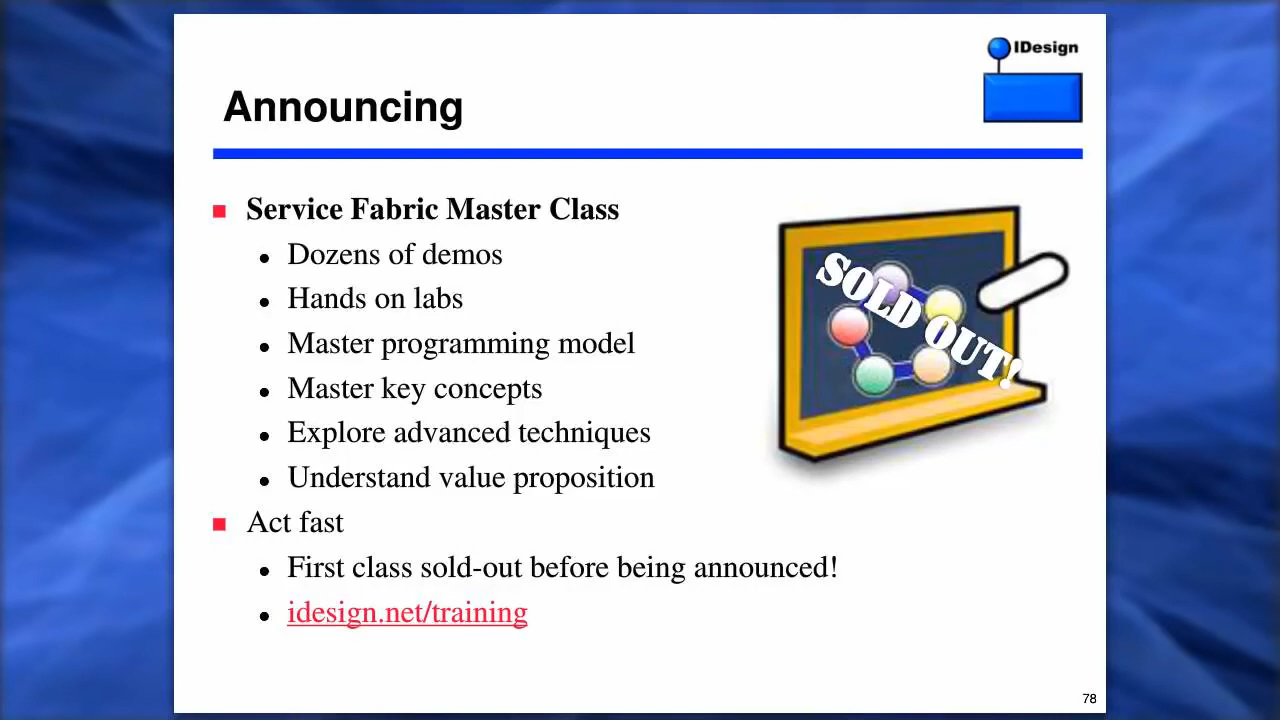 IDesign
Announcing
Service Fabric Master Class
Dozens of demos
Hands on labs
Master programming model
Master key concepts
Explore advanced techniques
Understand value proposition
SOLD OUT!
Act fast
First class sold-out before being announced!
idesign.net/training
78